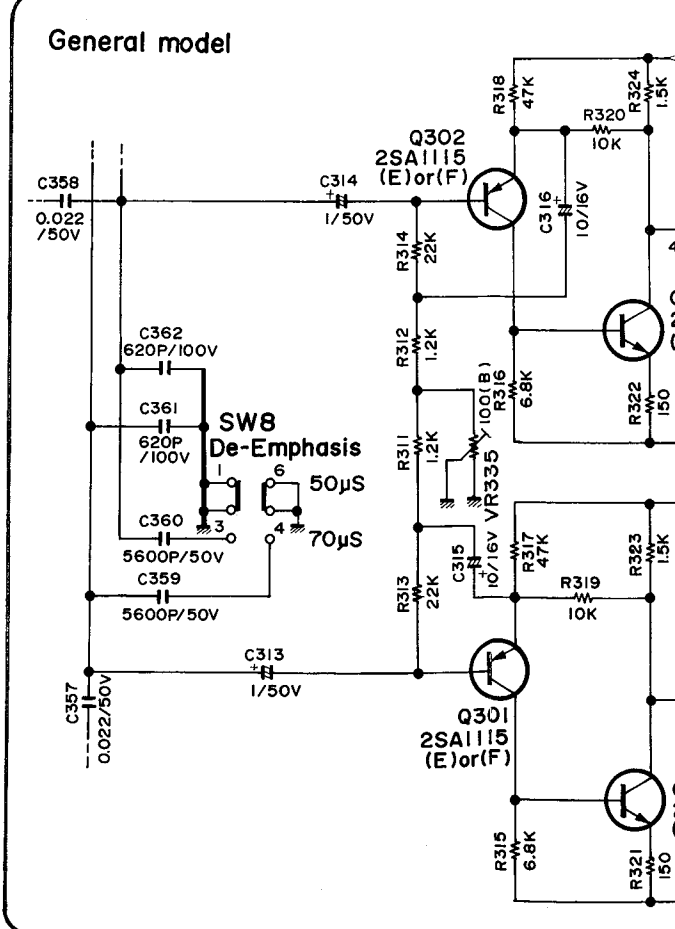 General model
R318
47K
R324
1.5K
R320
10K
Q302
2SA1115
(E)or(F)
C358
0.022
/50V
C314
+
1/50V
C316
+
10/16V
R314
22K
4
C362
620P/100V
R312
1.2K
C361
620P
/100V
SW8
De-Emphasis
1
6
50µS
3
4
70µS
R311
1.2K
100(B)
VR335
R316
6.8K
R322
150
C360
5600P/50V
C359
5600P/50V
C315
+
10/16V
R317
47K
R323
1.5K
R319
10K
R313
22K
C313
+
1/50V
C357
0.022/50V
Q301
2SA1115
(E)or(F)
R315
6.8K
R321
150